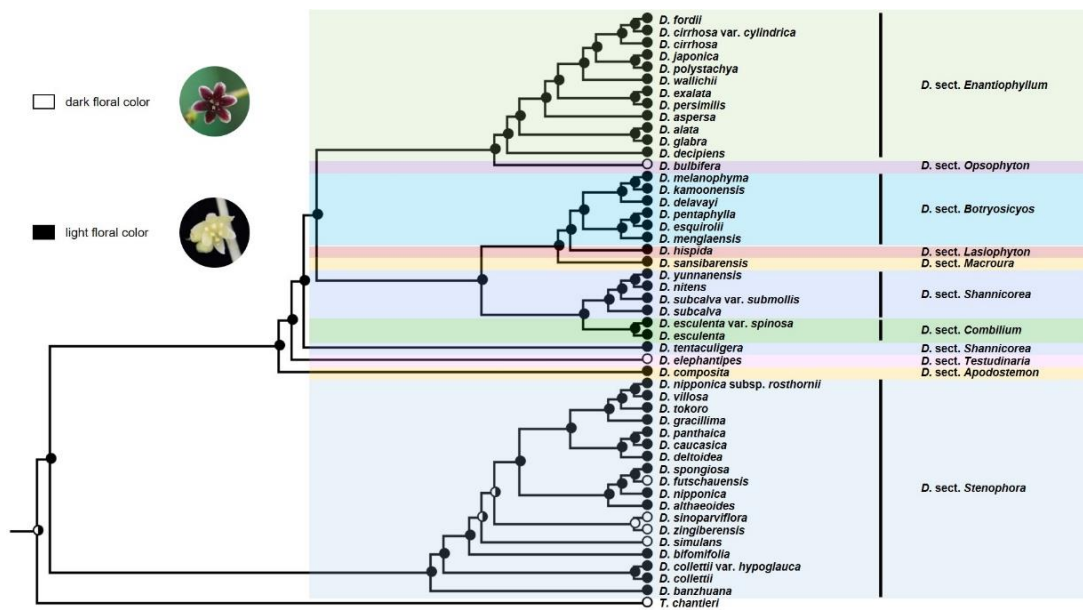 D. fordii
D. cirrhosa var. cylindrica
D. cirrhosa
D. japonica
D. polystachya
D. wallichii
D. exalata
D. persimilis
D. aspersa
D. alata
D. glabra
D. decipiens
D. bulbifera
D. melanophyma
D. kamoonensis
D. delavayi
D. pentaphylla
D. esquirolii
D. menglaensis
D. hispida
D. sansibarensis
D. yunnanensis
D. nitens
D. subcalva var. submollis
D. subcalva
D. esculenta var. spinosa
D. esculenta
D. tentaculigera
D. elephantipes
D. composita
D. nipponica subsp. rosthornii
D. villosa
D. tokoro
D. gracillima
D. panthaica
D. caucasica
D. deltoidea
D. spongiosa
D. futschauensis
D. nipponica
D. althaeoides
D. sinoparviflora
D. zingiberensis
D. simulans
D. bifomifolia
D. collettii var. hypoglauca
D. collettii
D. banzhuana
T. chantieri
D. sect. Enantiophyllum
D. sect. Opsophyton
D. sect. Botryosicyos
D. sect. Lasiophyton
D. sect. Macroura
D. sect. Shannicorea
D. sect. Combilium
D. sect. Shannicorea
D. sect. Testudinaria
D. sect. Apodostemon
D. sect. Stenophora
dark floral color
light floral color